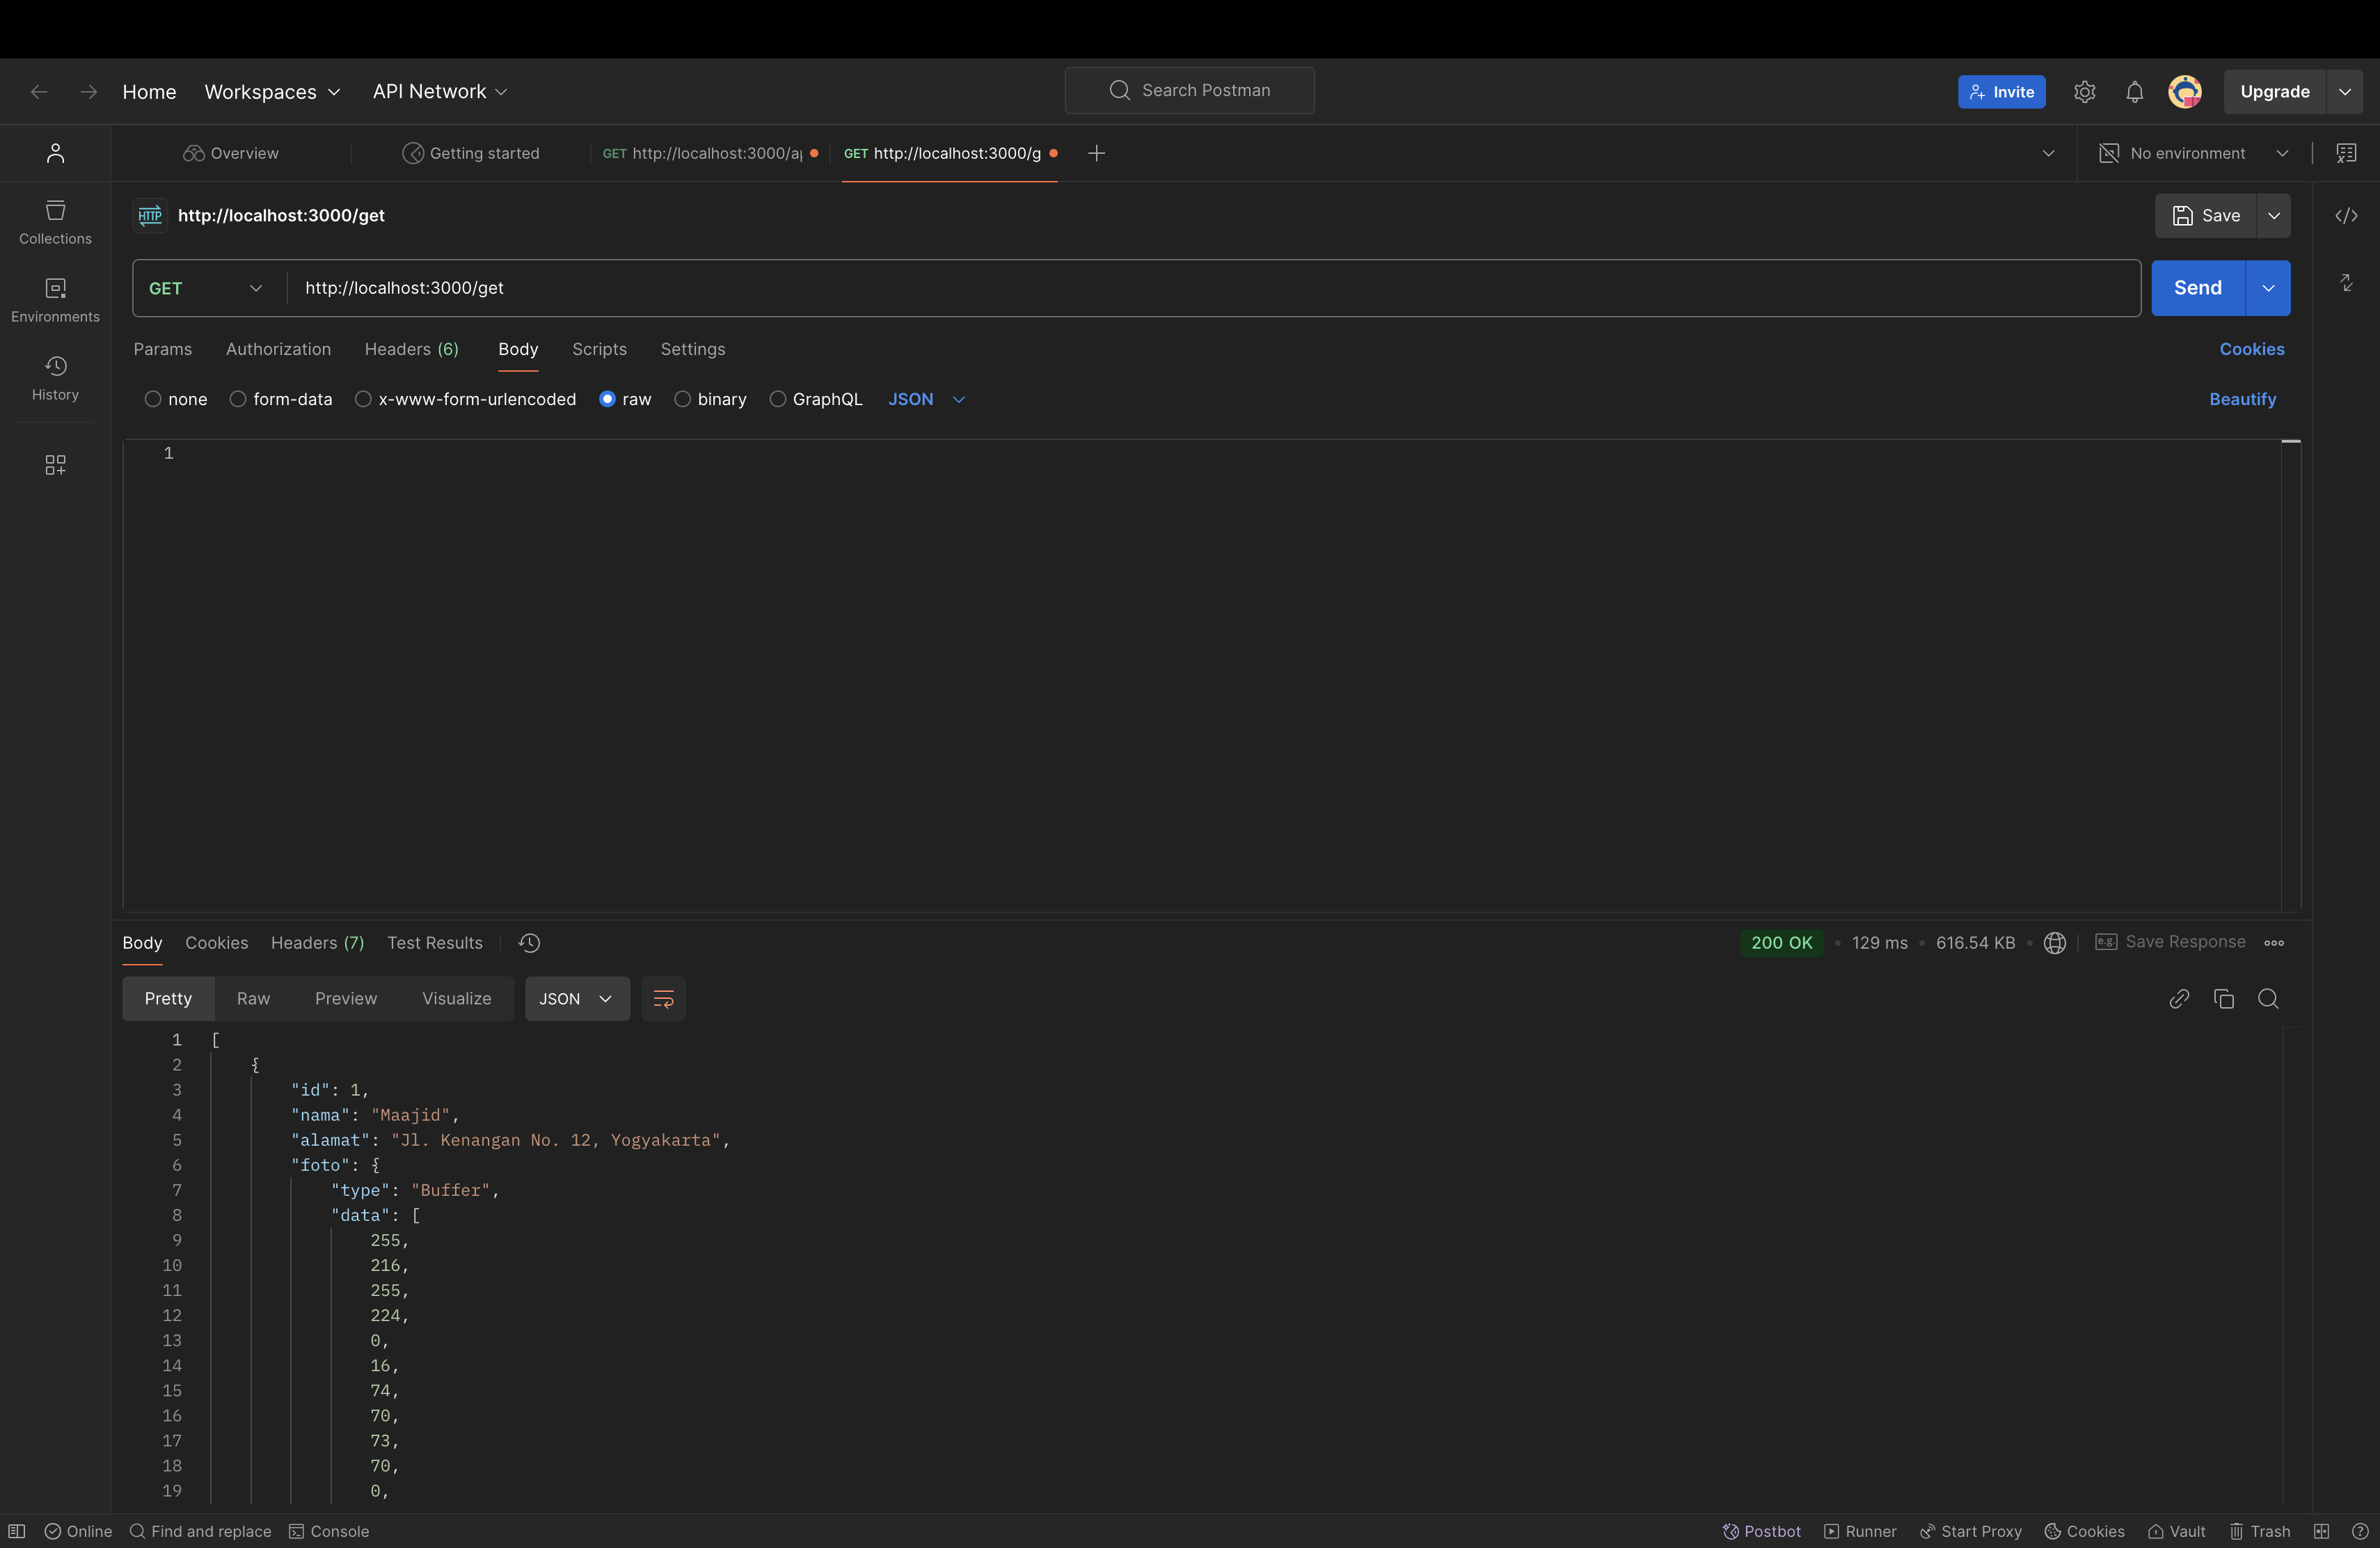 Home Workspaces API Network Search Postman Invite Upgrade
Overview Getting started GET http://localhost:3000/a GET http://localhost:3000/g No environment
HTTP http://localhost:3000/get Save
Collections
Environments
History
GET http://localhost:3000/get Send
Params Authorization Headers (6) Body Scripts Settings Cookies
none form-data x-www-form-urlencoded raw binary GraphQL JSON Beautify
1
Body Cookies Headers (7) Test Results 200 OK • 129 ms • 616.54 KB • e.g. Save Response
Pretty Raw Preview Visualize JSON
1 [
2 {
3 "id": 1,
4 "nama": "Maajid",
5 "alamat": "Jl. Kenangan No. 12, Yogyakarta",
6 "foto": {
7 "type": "Buffer",
8 "data": [
9 255,
10 216,
11 255,
12 224,
13 0,
14 16,
15 74,
16 70,
17 73,
18 70,
19 0,
Online Find and replace Console Postbot Runner Start Proxy Cookies Vault Trash